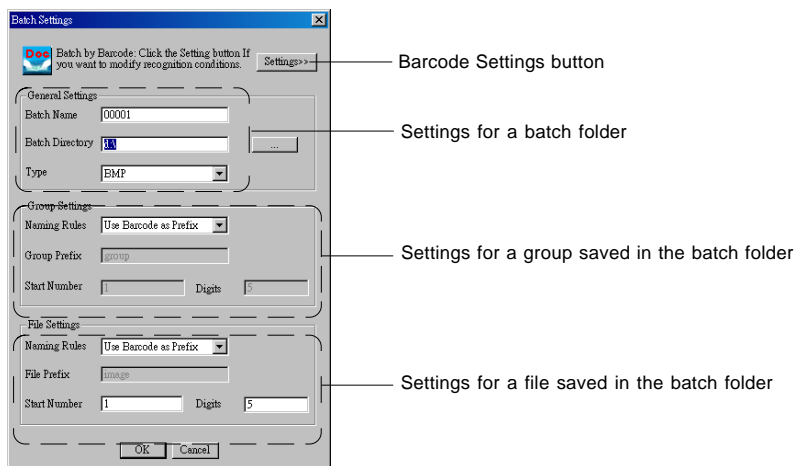 Batch Settings
Doc
Batch by Barcode: Click the Setting button If
you want to modify recognition conditions.
Settings>>
Barcode Settings button
General Settings
Batch Name 00001
Batch Directory d:\
...
Type BMP
Settings for a batch folder
Group Settings
Naming Rules Use Barcode as Prefix
Group Prefix group
Start Number 1 Digits 5
Settings for a group saved in the batch folder
File Settings
Naming Rules Use Barcode as Prefix
File Prefix image
Start Number 1 Digits 5
Settings for a file saved in the batch folder
OK Cancel